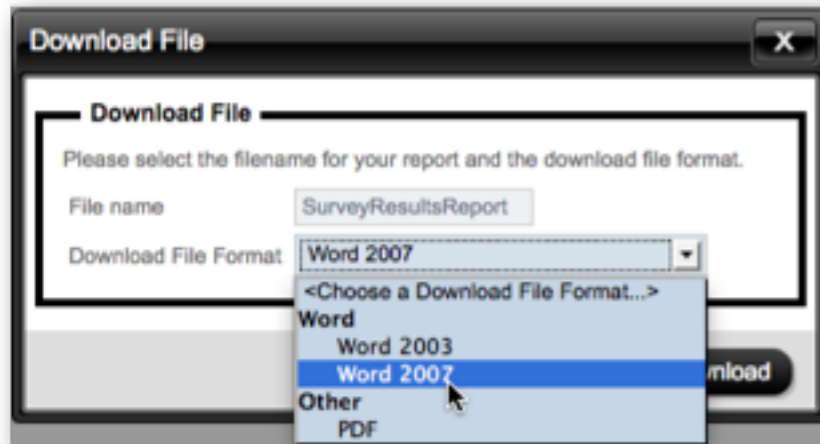 Download File
X
Download File
Please select the filename for your report and the download file format.
File name SurveyResultsReport
Download File Format Word 2007
<Choose a Download File Format...>
Word
Word 2003
Word 2007
nload
Other
PDF